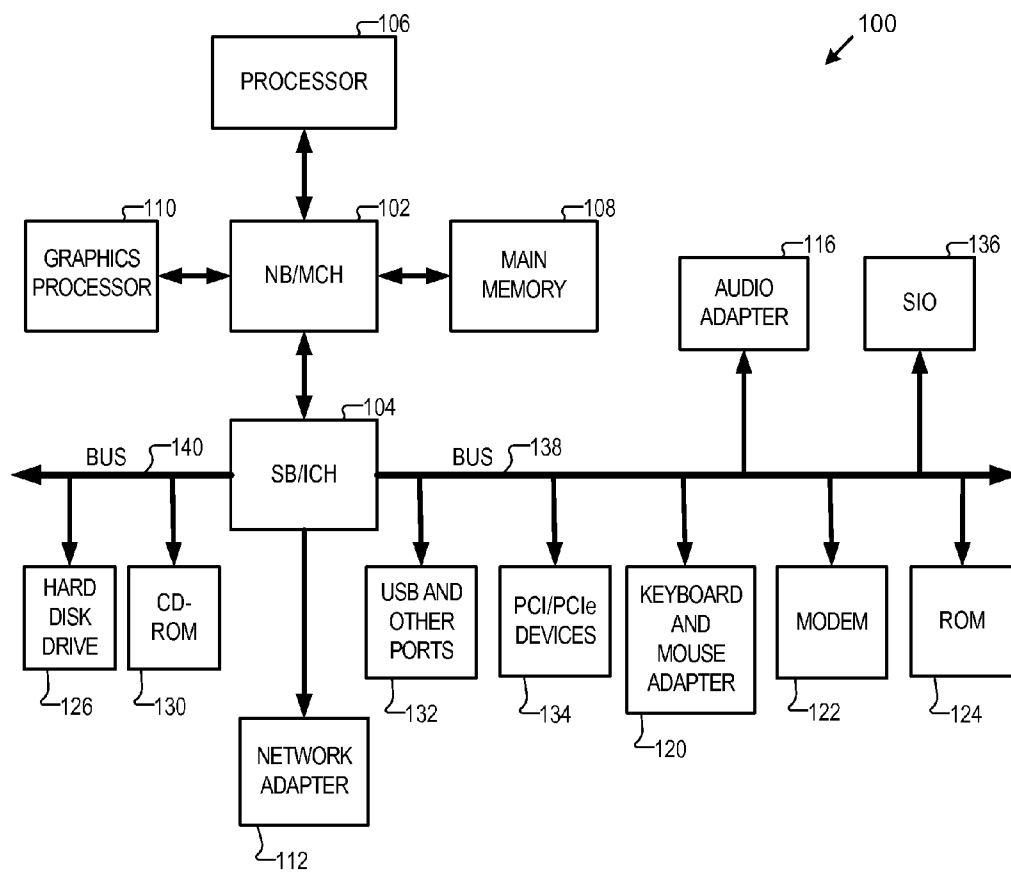 106
100
PROCESSOR
110
102
108
116
136
GRAPHICS
PROCESSOR
NB/MCH
MAIN
MEMORY
AUDIO
ADAPTER
SIO
104
BUS
140
SB/ICH
BUS
138
HARD
DISK
DRIVE
CD-
ROM
USB AND
OTHER
PORTS
PCI/PCIe
DEVICES
KEYBOARD
AND
MOUSE
ADAPTER
MODEM
ROM
126
130
132
134
120
122
124
NETWORK
ADAPTER
112